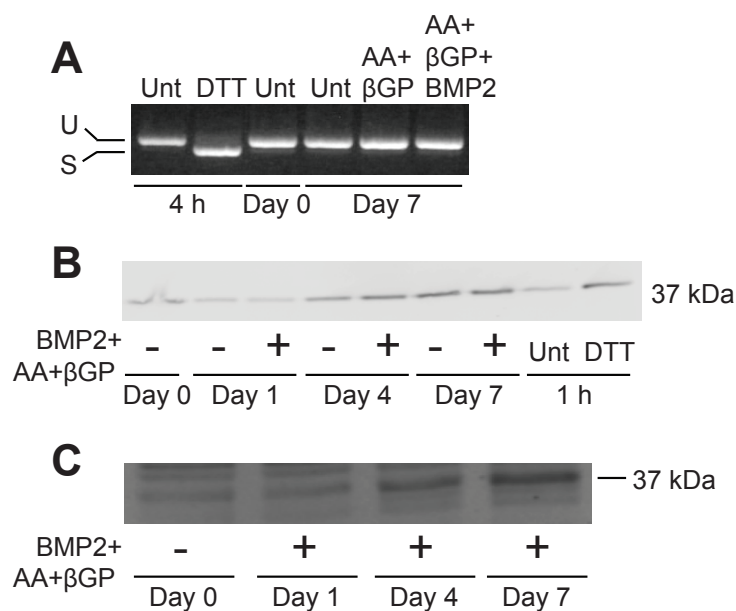 A
Unt DTT Unt Unt AA+ βGP AA+ βGP+ BMP2
U
S
4 h Day 0 Day 7
B
37 kDa
BMP2+ - - + - + - + Unt DTT
AA+βGP
Day 0 Day 1 Day 4 Day 7 1 h
C
37 kDa
BMP2+ - + + +
AA+βGP
Day 0 Day 1 Day 4 Day 7